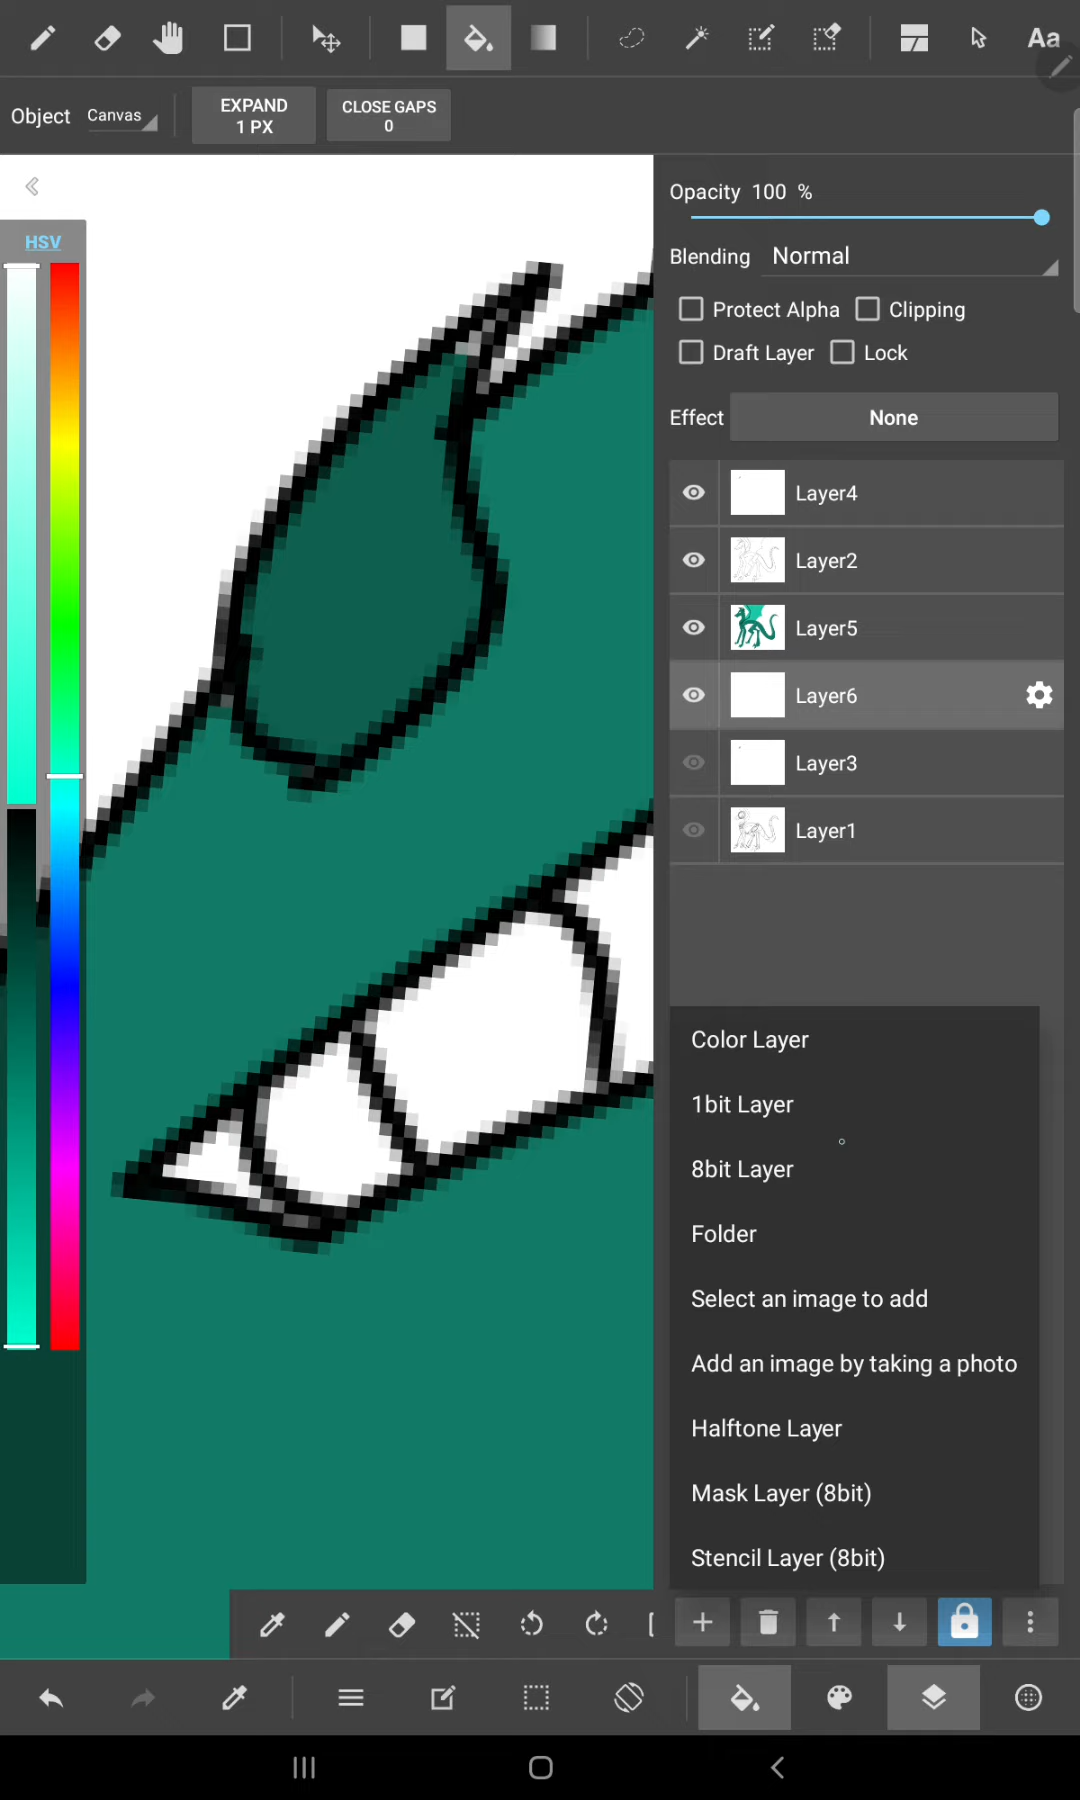 Aa
Object Canvas
EXPAND
1 PX
CLOSE GAPS
0
HSV
Opacity 100 %
Blending Normal
Protect Alpha Clipping
Draft Layer Lock
Effect None
Layer4
Layer2
Layer5
Layer6
Layer3
Layer1
Color Layer
1bit Layer
8bit Layer
Folder
Select an image to add
Add an image by taking a photo
Halftone Layer
Mask Layer (8bit)
Stencil Layer (8bit)